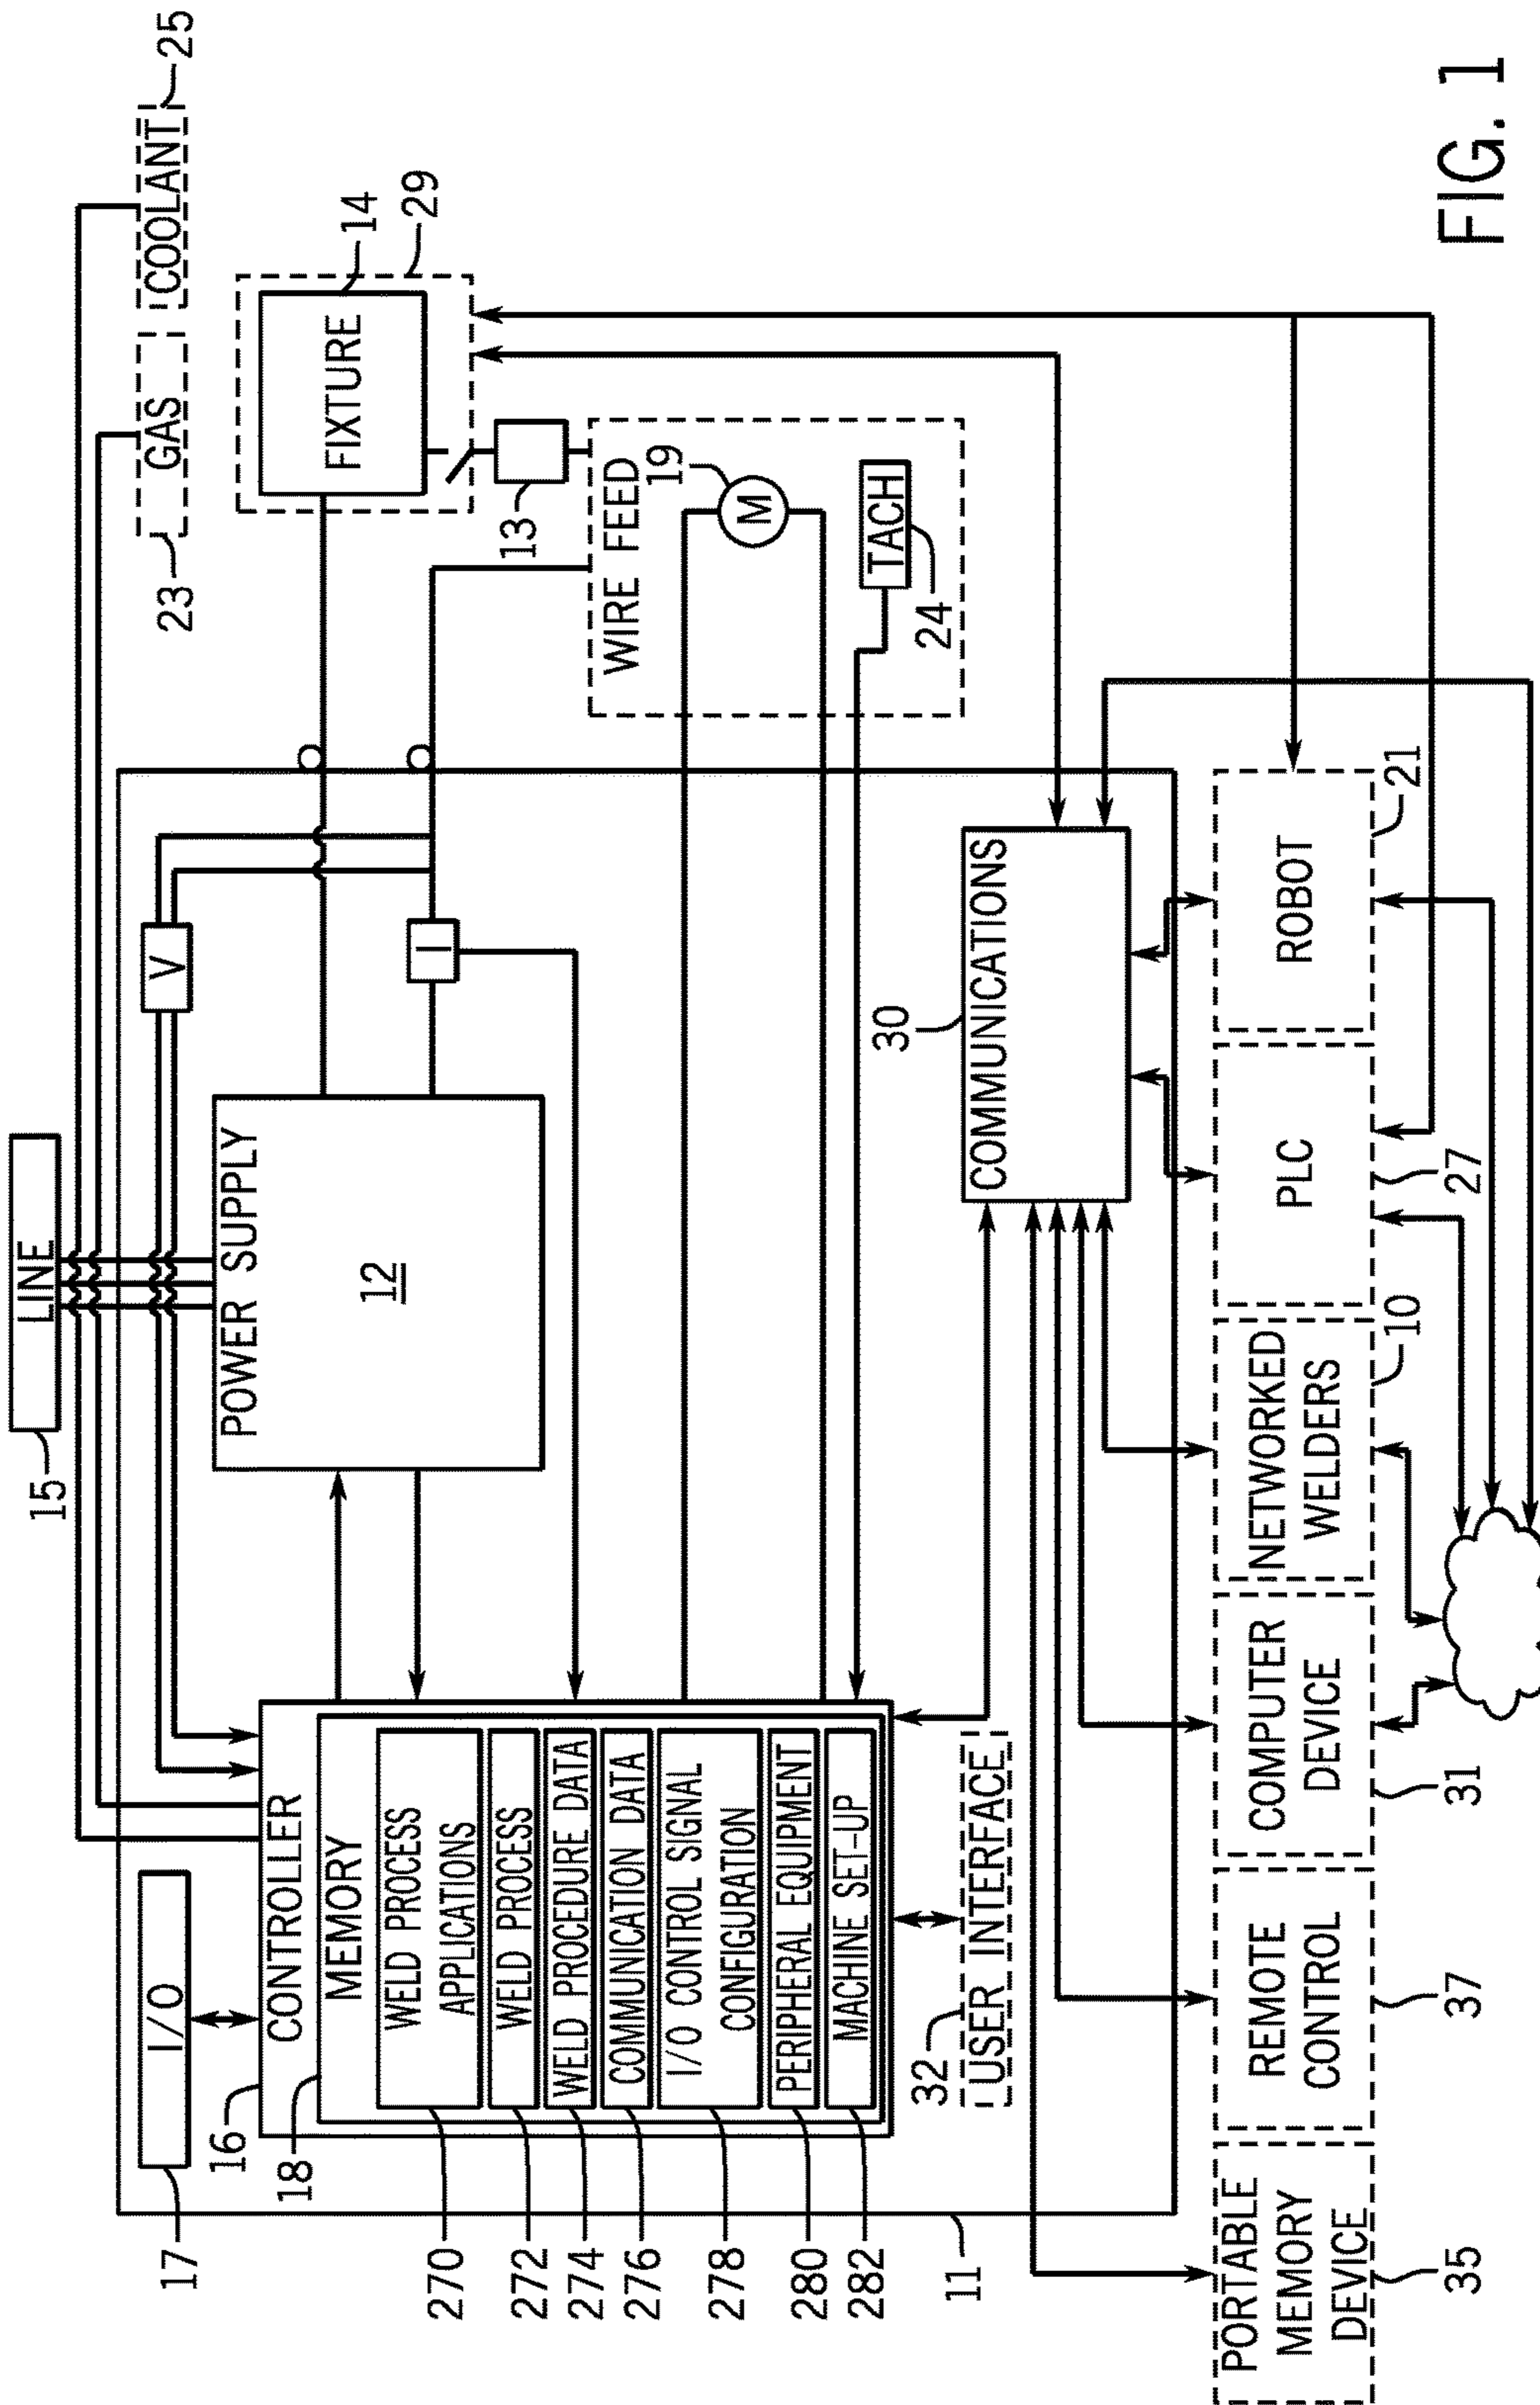 15
LINE
23
GAS
COOLANT
25
17
I/O
16
CONTROLLER
18
MEMORY
270
WELD PROCESS
APPLICATIONS
272
WELD PROCESS
274
WELD PROCEDURE DATA
276
COMMUNICATION DATA
278
I/O CONTROL SIGNAL
CONFIGURATION
280
PERIPHERAL EQUIPMENT
282
MACHINE SET-UP
POWER SUPPLY
12
V
I
FIXTURE
14
29
13
WIRE FEED
19
M
TACH
24
30
COMMUNICATIONS
32
USER INTERFACE
11
PORTABLE
MEMORY
DEVICE
35
REMOTE
CONTROL
37
COMPUTER
DEVICE
31
NETWORKED
WELDERS
10
PLC
27
ROBOT
21
FIG. 1